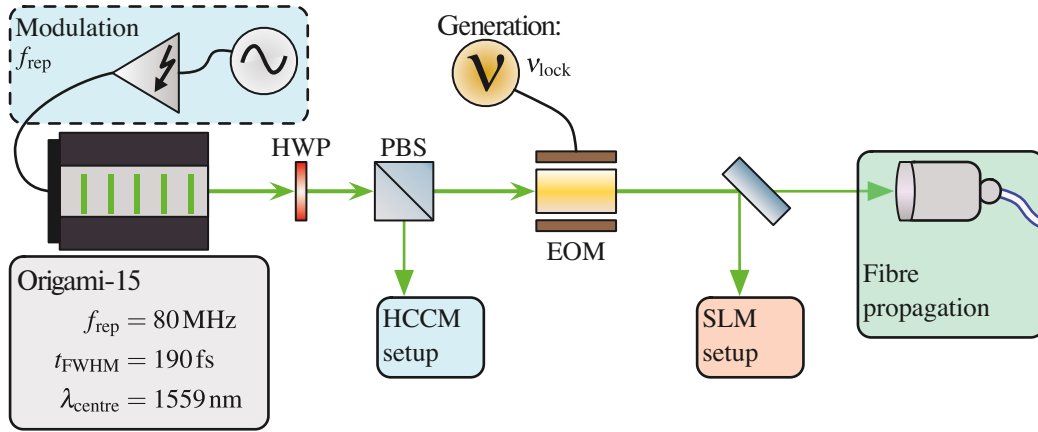 Modulation
f_rep
Generation:
ν
ν_lock
HWP
PBS
EOM
Origami-15
f_rep = 80 MHz
t_FWHM = 190 fs
λ_centre = 1559 nm
HCCM
setup
SLM
setup
Fibre
propagation